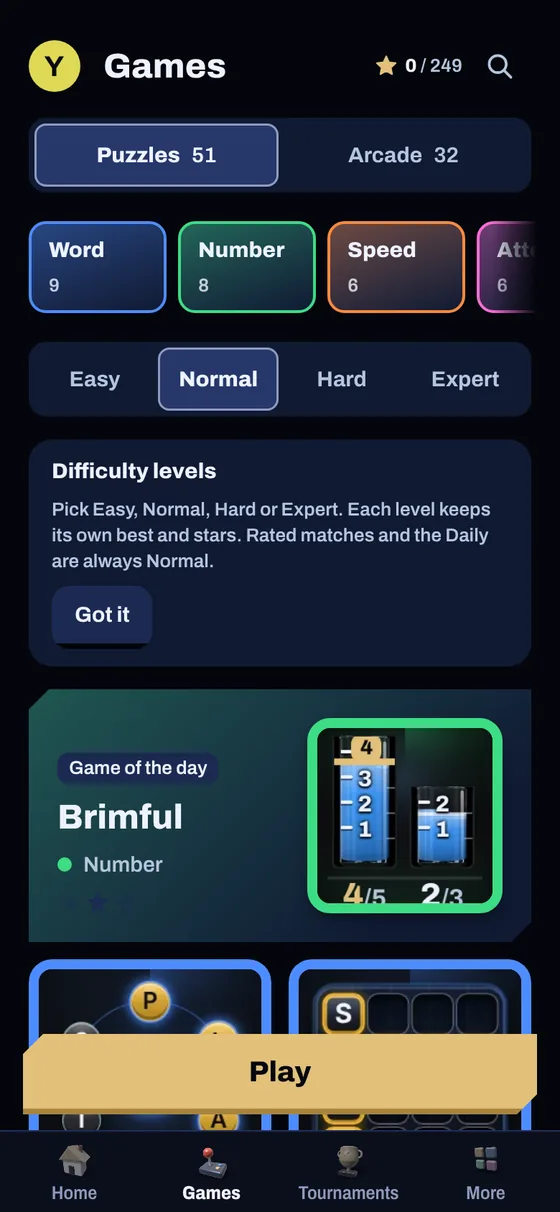 Y
Games
0 / 249
Puzzles 51
Arcade 32
Word
9
Number
8
Speed
6
6
Easy
Normal
Hard
Expert
Difficulty levels
Pick Easy, Normal, Hard or Expert. Each level keeps
its own best and stars. Rated matches and the Daily
are always Normal.
Got it
Game of the day
Brimful
Number
4
3
2
1
2
1
4/5
2/3
P
S
Play
A
Home
Games
Tournaments
More